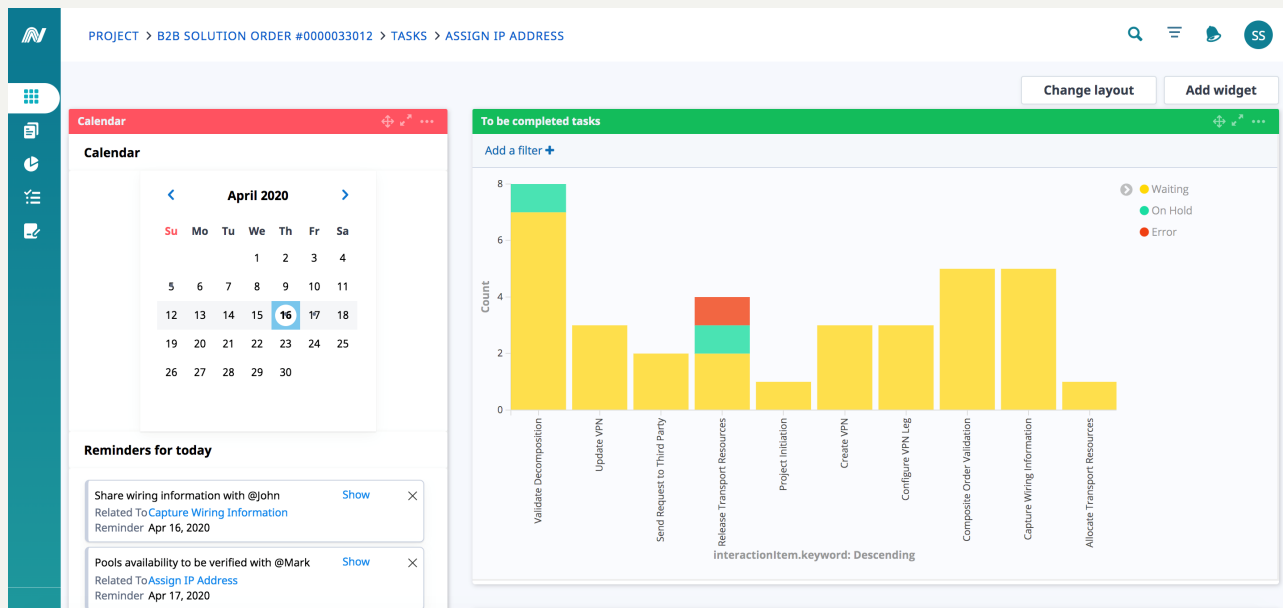 PROJECT > B2B SOLUTION ORDER #0000033012 > TASKS > ASSIGN IP ADDRESS
SS
Change layout
Add widget
Calendar
Calendar
April 2020
Su Mo Tu We Th Fr Sa
1 2 3 4
5 6 7 8 9 10 11
12 13 14 15 16 17 18
19 20 21 22 23 24 25
26 27 28 29 30
Reminders for today
Share wiring information with @John Show
Related To Capture Wiring Information
Reminder Apr 16, 2020
Pools availability to be verified with @Mark Show
Related To Assign IP Address
Reminder Apr 17, 2020
To be completed tasks
Add a filter +
Waiting
On Hold
Error
Count
8
6
4
2
0
Validate Decomposition
Update VPN
Send Request to Third Party
Release Transport Resources
Project Initiation
Create VPN
Configure VPN Leg
Composite Order Validation
Capture Wiring Information
Allocate Transport Resources
interactionItem.keyword: Descending